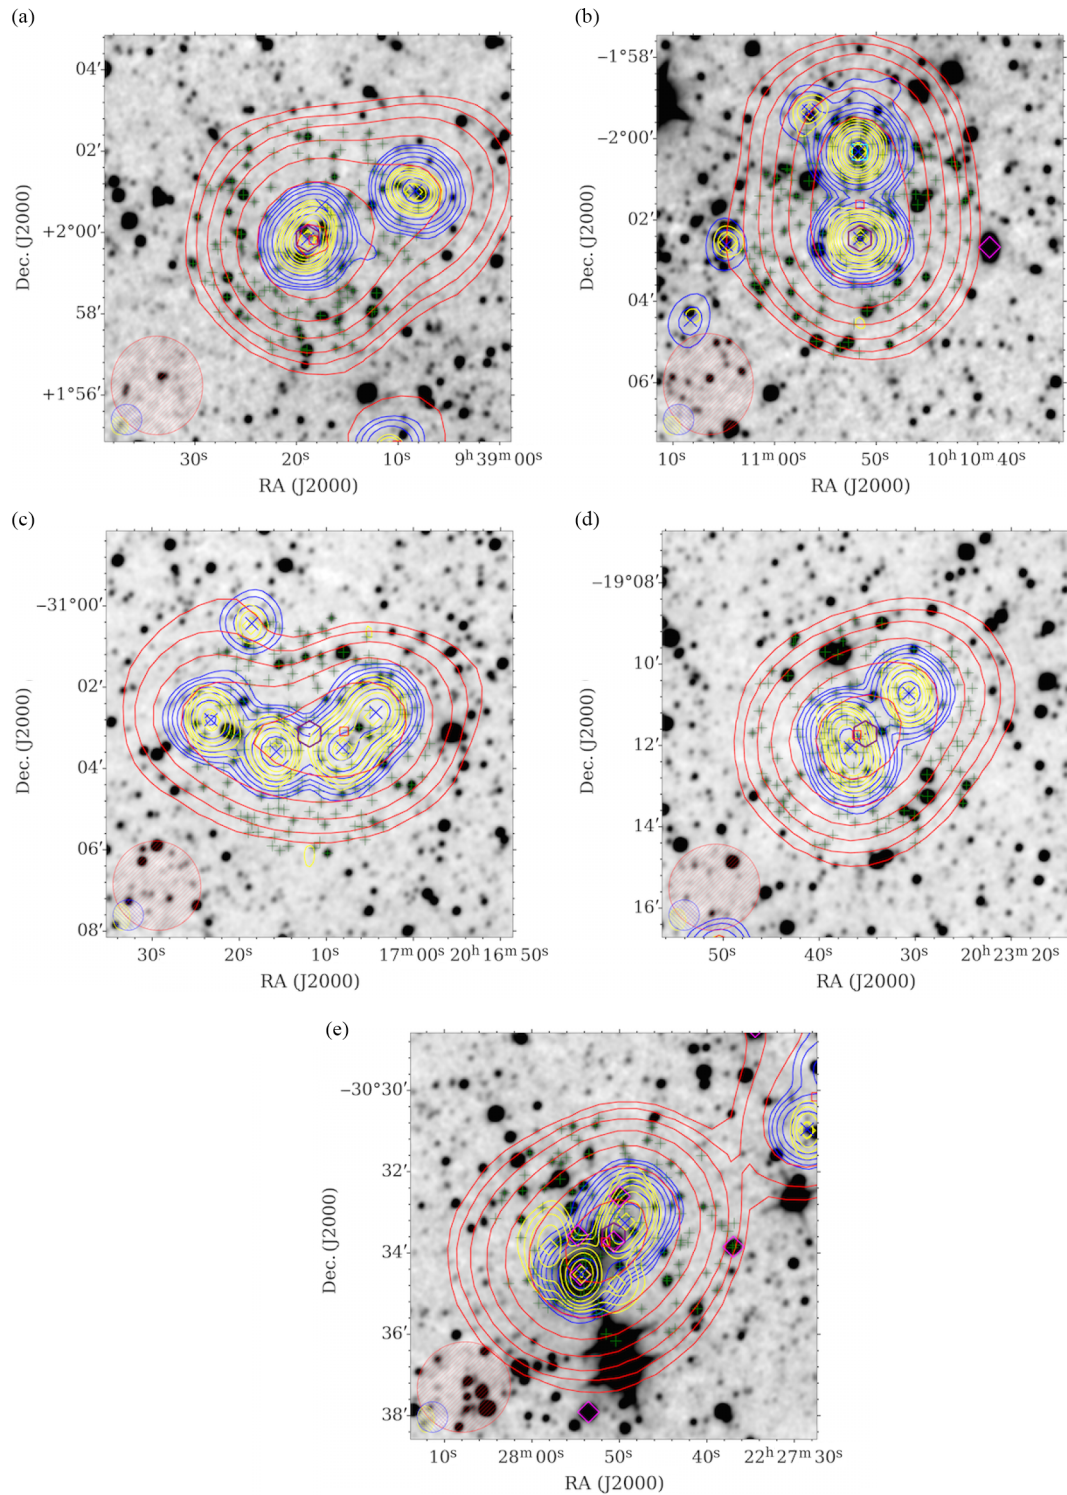 (a)
(b)
04′
02′
+2°00′
58′
+1°56′
Dec. (J2000)
30ˢ 20ˢ 10ˢ 9ʰ39ᵐ00ˢ
RA (J2000)
−1°58′
−2°00′
02′
04′
06′
Dec. (J2000)
10ˢ 11ᵐ00ˢ 50ˢ 10ʰ10ᵐ40ˢ
RA (J2000)
(c)
(d)
−31°00′
02′
04′
06′
08′
Dec. (J2000)
30ˢ 20ˢ 10ˢ 17ᵐ00ˢ 20ʰ16ᵐ50ˢ
RA (J2000)
−19°08′
10′
12′
14′
16′
Dec. (J2000)
50ˢ 40ˢ 30ˢ 20ʰ23ᵐ20ˢ
RA (J2000)
(e)
−30°30′
32′
34′
36′
38′
Dec. (J2000)
10ˢ 28ᵐ00ˢ 50ˢ 40ˢ 22ʰ27ᵐ30ˢ
RA (J2000)